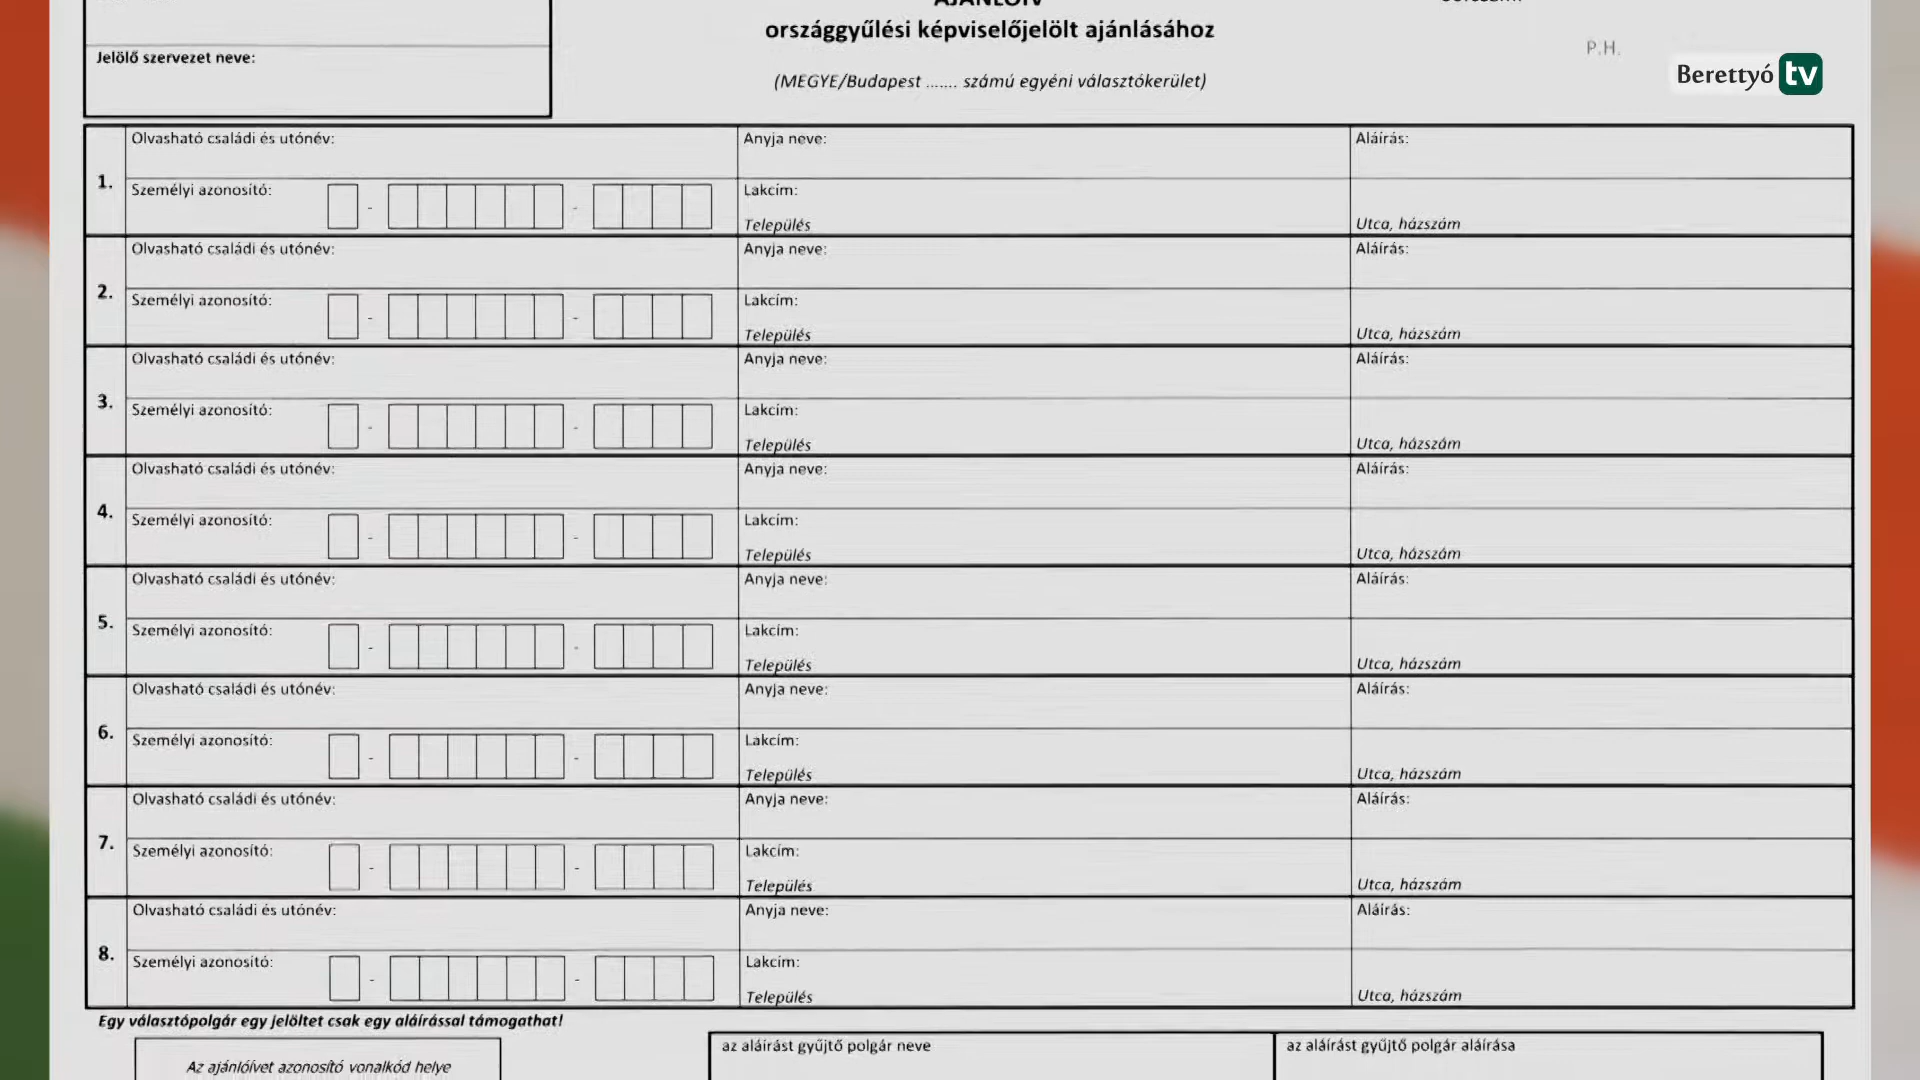 AJÁNLÓÍV
országgyűlési képviselőjelölt ajánlásához
(MEGYE/Budapest ....... számú egyéni választókerület)
P.H.
Berettyó tv
Jelölő szervezet neve:
1.
Olvasható családi és utónév:
Anyja neve:
Aláírás:
Személyi azonosító: - -
Lakcím:
Település
Utca, házszám
2.
Olvasható családi és utónév:
Anyja neve:
Aláírás:
Személyi azonosító: - -
Lakcím:
Település
Utca, házszám
3.
Olvasható családi és utónév:
Anyja neve:
Aláírás:
Személyi azonosító: - -
Lakcím:
Település
Utca, házszám
4.
Olvasható családi és utónév:
Anyja neve:
Aláírás:
Személyi azonosító: - -
Lakcím:
Település
Utca, házszám
5.
Olvasható családi és utónév:
Anyja neve:
Aláírás:
Személyi azonosító: - -
Lakcím:
Település
Utca, házszám
6.
Olvasható családi és utónév:
Anyja neve:
Aláírás:
Személyi azonosító: - -
Lakcím:
Település
Utca, házszám
7.
Olvasható családi és utónév:
Anyja neve:
Aláírás:
Személyi azonosító: - -
Lakcím:
Település
Utca, házszám
8.
Olvasható családi és utónév:
Anyja neve:
Aláírás:
Személyi azonosító: - -
Lakcím:
Település
Utca, házszám
Egy választópolgár egy jelöltet csak egy aláírással támogathat!
Az ajánlóívet azonosító vonalkód helye
az aláírást gyűjtő polgár neve
az aláírást gyűjtő polgár aláírása